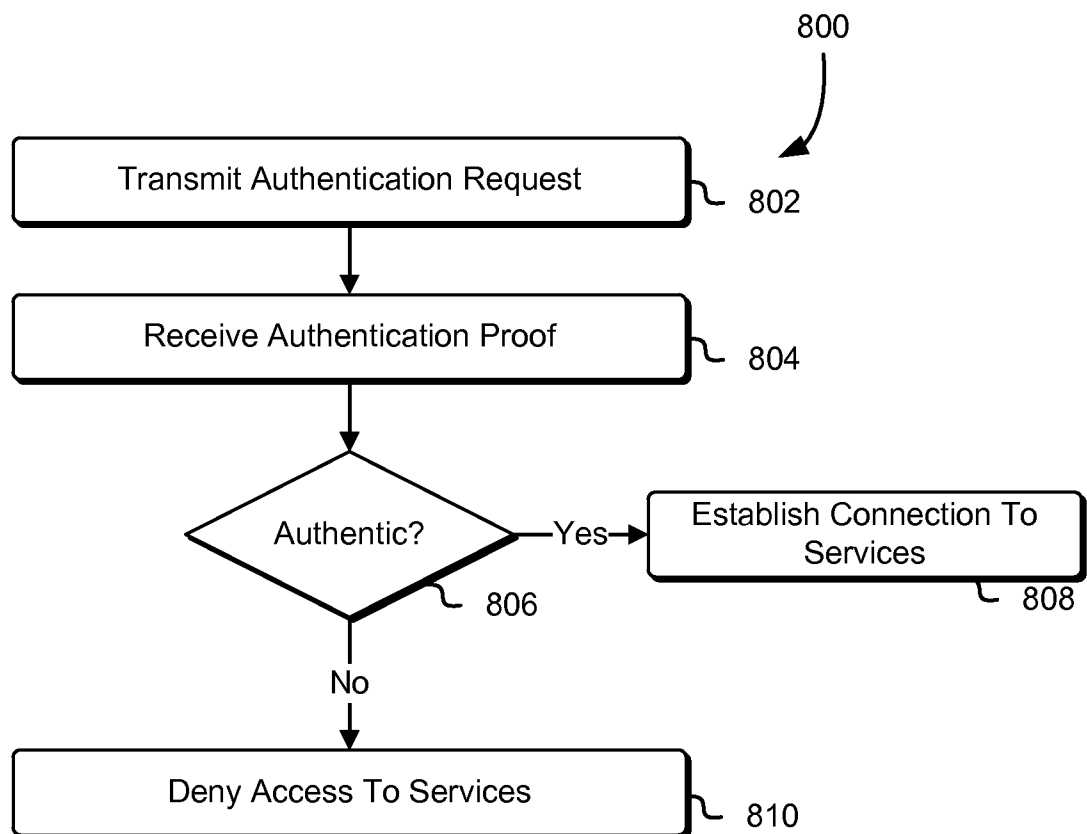 800
Transmit Authentication Request
802
Receive Authentication Proof
804
Authentic?
Yes
Establish Connection To
Services
806
808
No
Deny Access To Services
810